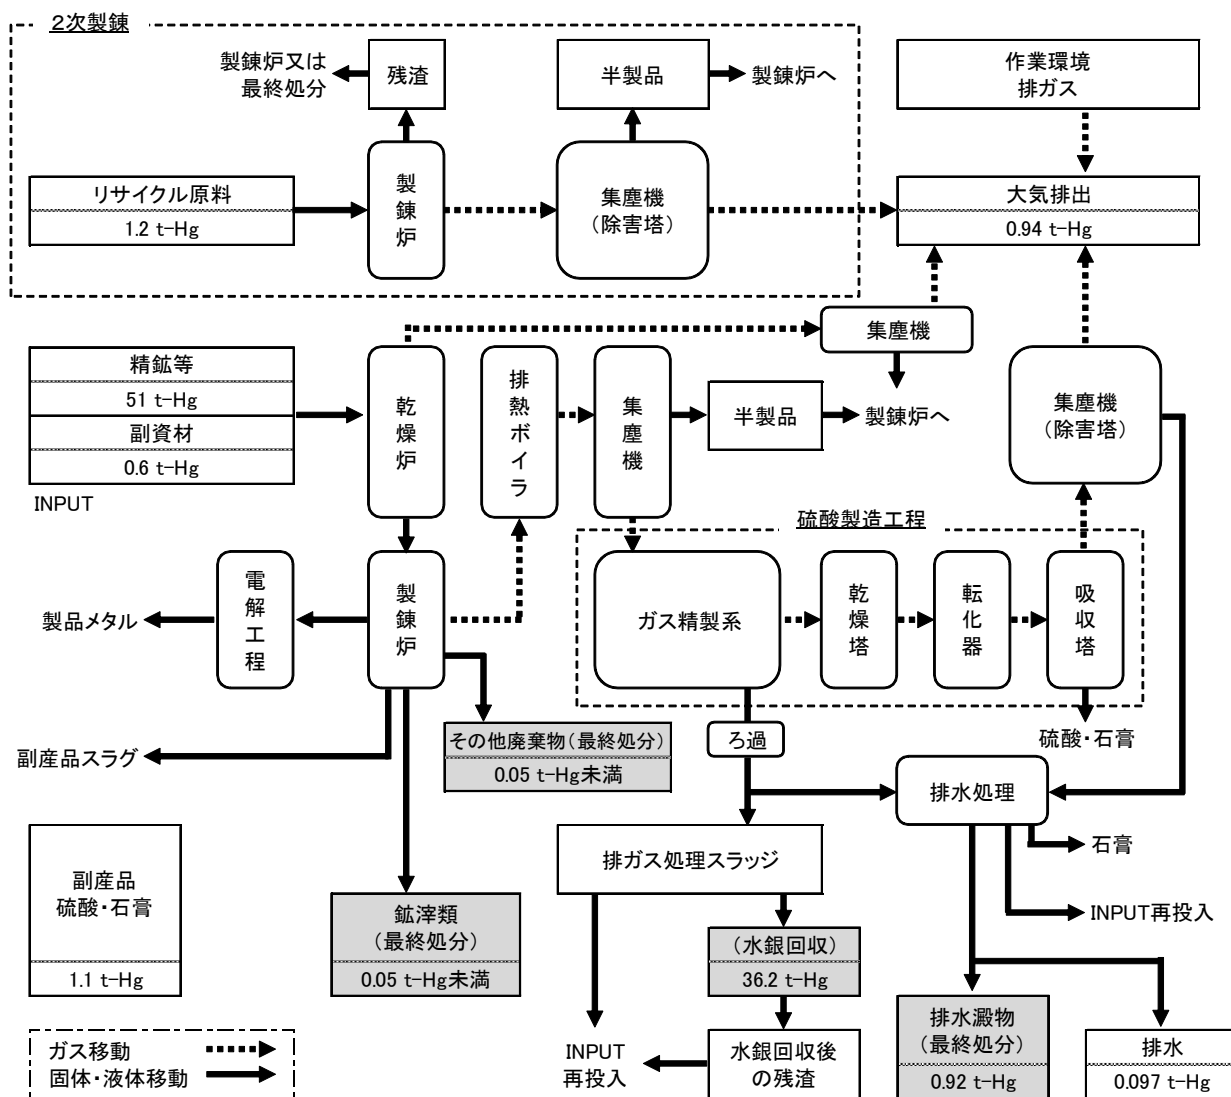 ２次製錬
製錬炉又は
最終処分
残渣
半製品
製錬炉へ
作業環境
排ガス
リサイクル原料
1.2 t-Hg
製錬炉
集塵機
(除害塔)
大気排出
0.94 t-Hg
集塵機
精鉱等
51 t-Hg
副資材
0.6 t-Hg
INPUT
乾燥炉
排熱ボイラ
集塵機
半製品
製錬炉へ
集塵機
(除害塔)
硫酸製造工程
製品メタル
電解工程
製錬炉
ガス精製系
乾燥塔
転化器
吸収塔
硫酸・石膏
副産品スラグ
その他廃棄物(最終処分)
0.05 t-Hg未満
ろ過
排水処理
石膏
INPUT再投入
副産品
硫酸・石膏
1.1 t-Hg
鉱滓類
(最終処分)
0.05 t-Hg未満
排ガス処理スラッジ
(水銀回収)
36.2 t-Hg
INPUT
再投入
水銀回収後
の残渣
排水澱物
(最終処分)
0.92 t-Hg
排水
0.097 t-Hg
ガス移動
固体・液体移動